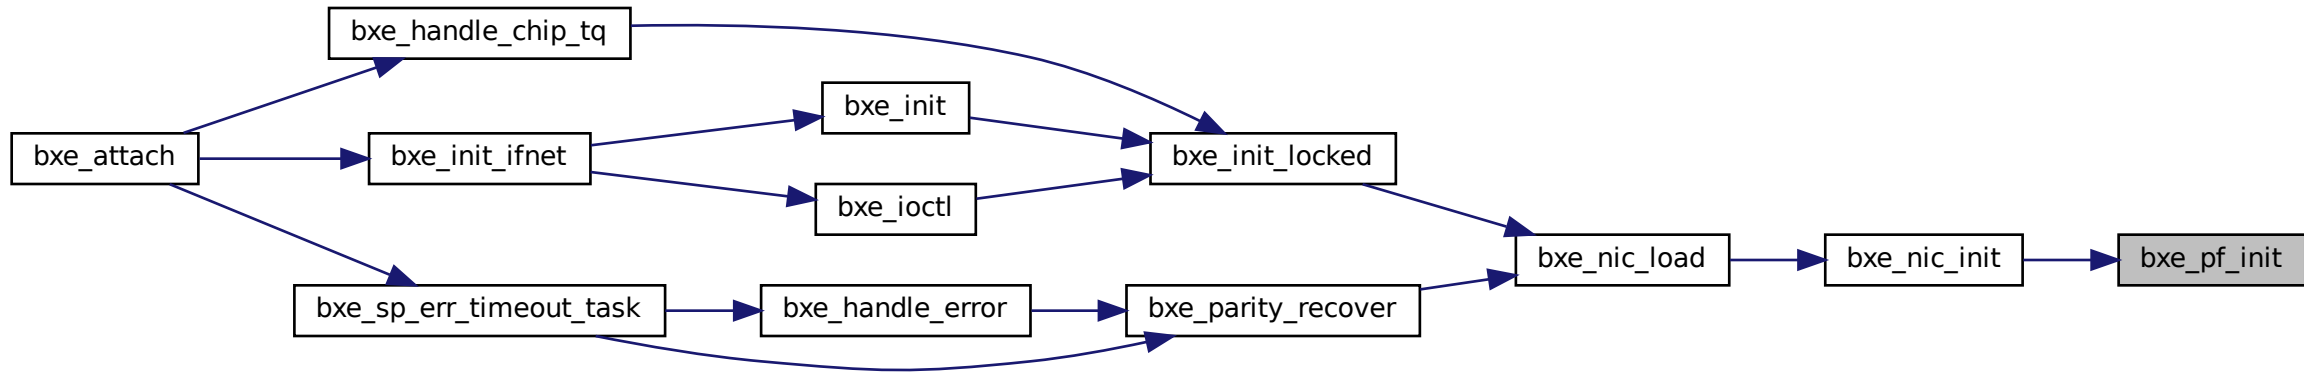 bxe_handle_chip_tq
bxe_init
bxe_attach
bxe_init_ifnet
bxe_init_locked
bxe_ioctl
bxe_nic_load
bxe_nic_init
bxe_pf_init
bxe_sp_err_timeout_task
bxe_handle_error
bxe_parity_recover